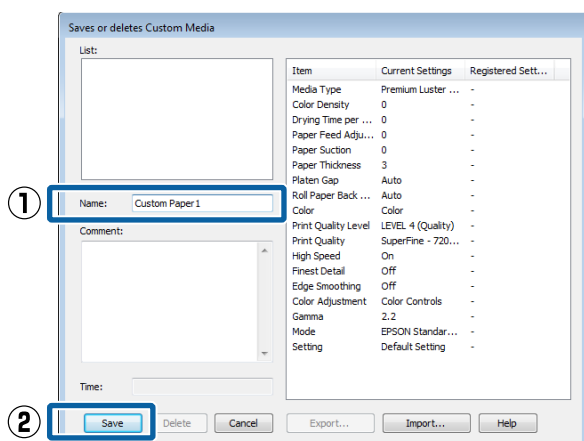 Saves or deletes Custom Media
List:
Item Current Settings Registered Sett...
Media Type Premium Luster ... -
Color Density 0 -
Drying Time per ... 0 -
Paper Feed Adju... 0 -
Paper Suction 0 -
Paper Thickness 3 -
Platen Gap Auto -
Roll Paper Back ... Auto -
Color Color -
Print Quality Level LEVEL 4 (Quality) -
Print Quality SuperFine - 720... -
High Speed On -
Finest Detail Off -
Edge Smoothing Off -
Color Adjustment Color Controls -
Gamma 2.2 -
Mode EPSON Standar... -
Setting Default Setting -
1
Name: Custom Paper 1
Comment:
Time:
2
Save Delete Cancel Export... Import... Help